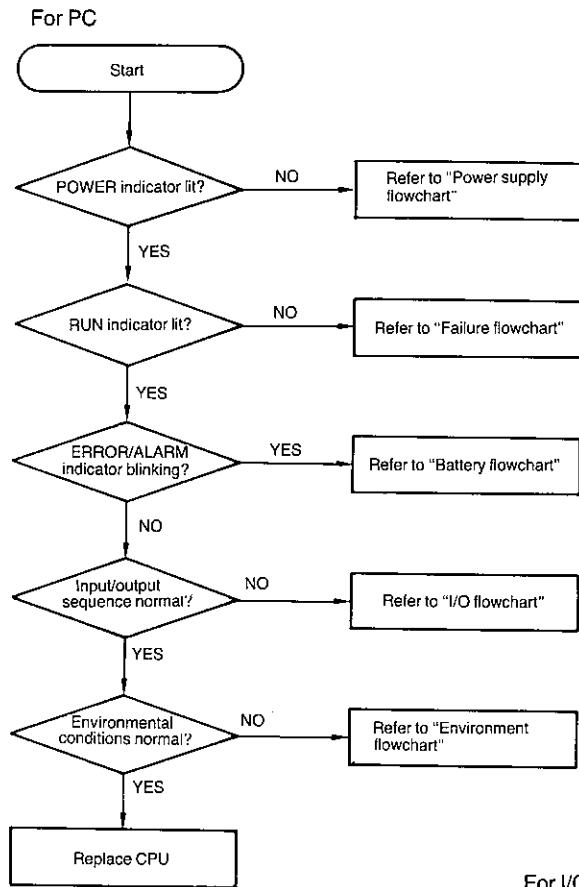 For PC
Start
POWER indicator lit?
NO
Refer to "Power supply
flowchart"
YES
RUN indicator lit?
NO
Refer to "Failure flowchart"
YES
ERROR/ALARM
indicator blinking?
YES
Refer to "Battery flowchart"
NO
Input/output
sequence normal?
NO
Refer to "I/O flowchart"
YES
Environmental
conditions normal?
NO
Refer to "Environment
flowchart"
YES
Replace CPU
For I/O